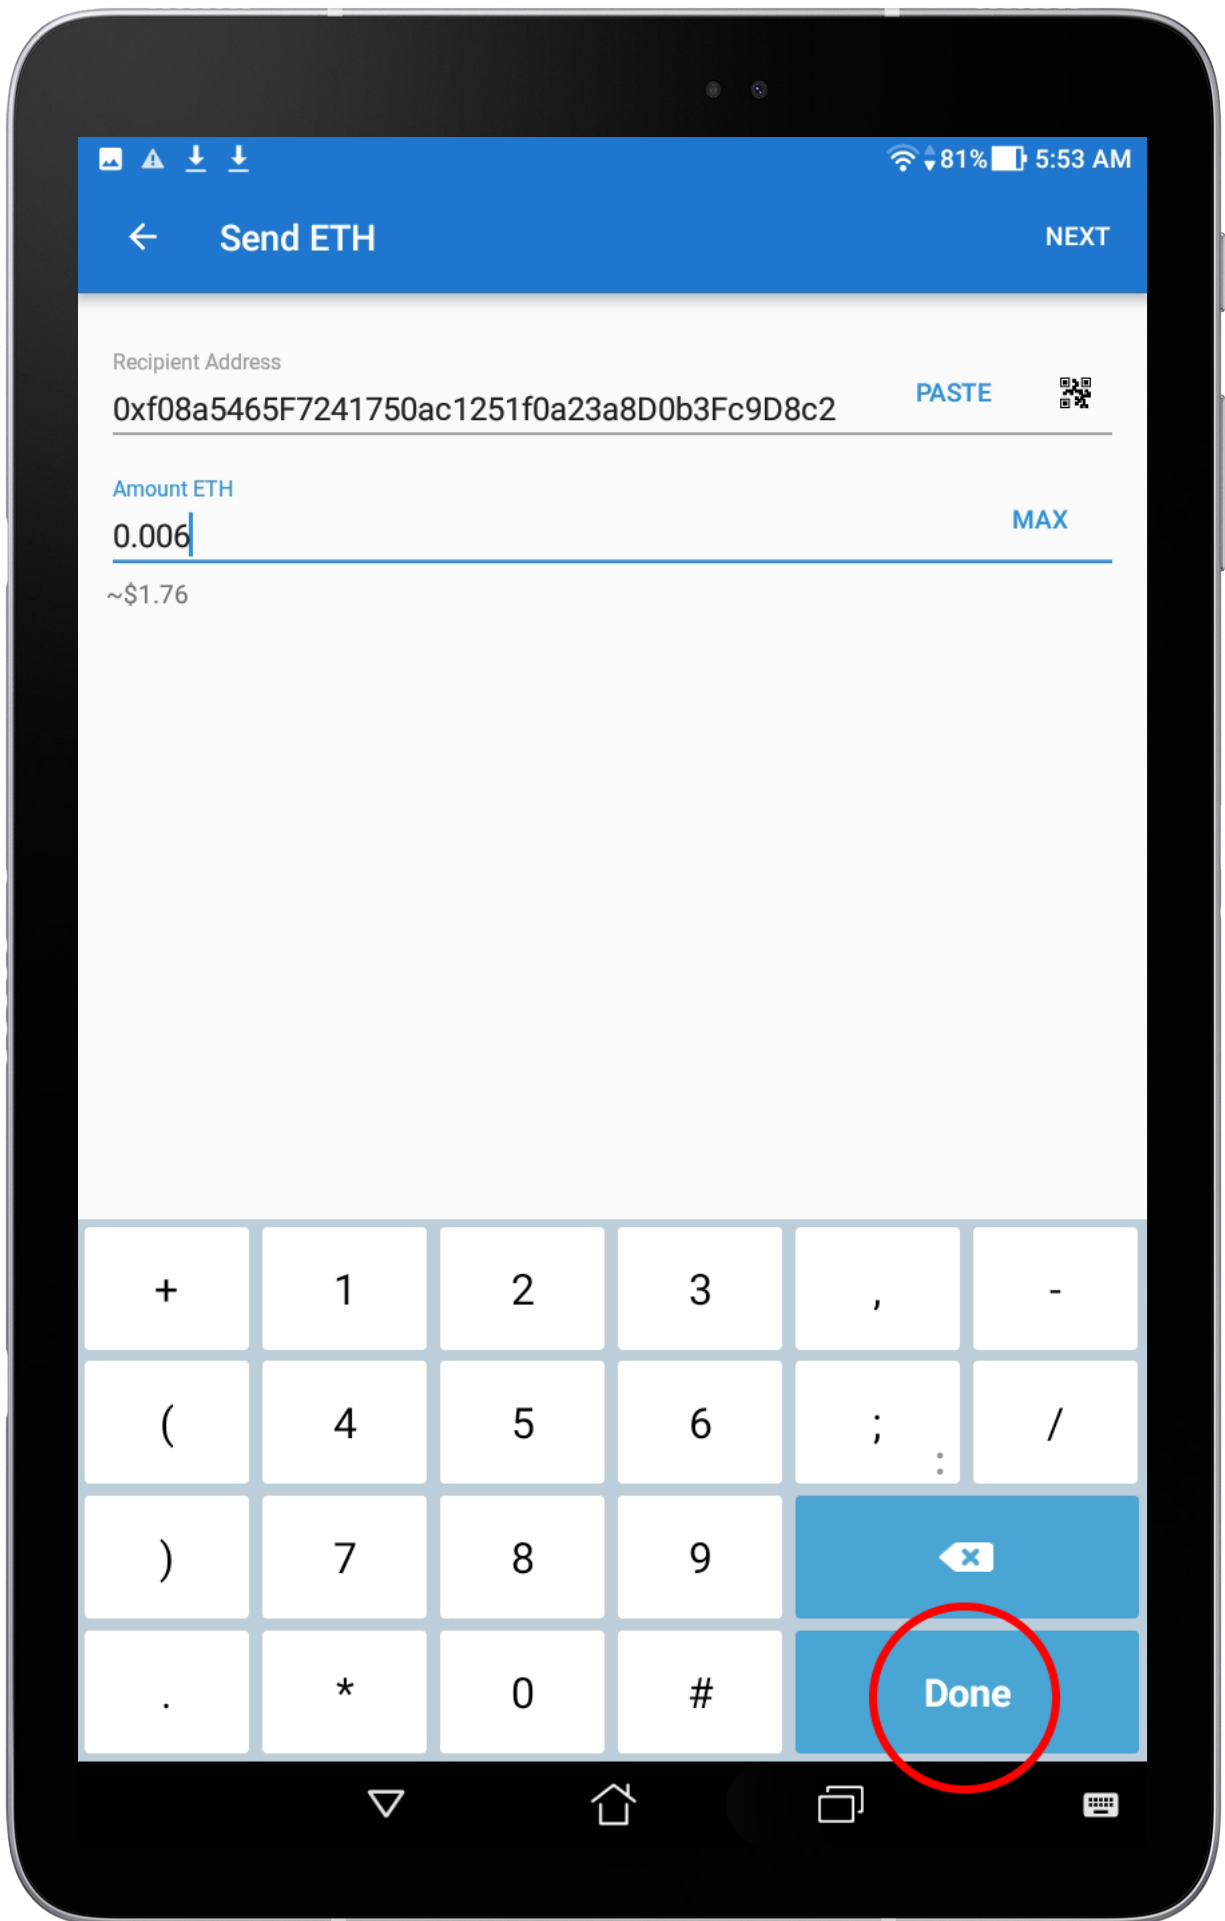 81% 5:53 AM
Send ETH NEXT
Recipient Address
0xf08a5465F7241750ac1251f0a23a8D0b3Fc9D8c2 PASTE
Amount ETH
0.006 MAX
~$1.76
+ 1 2 3 , -
( 4 5 6 ; : /
) 7 8 9
. * 0 # Done